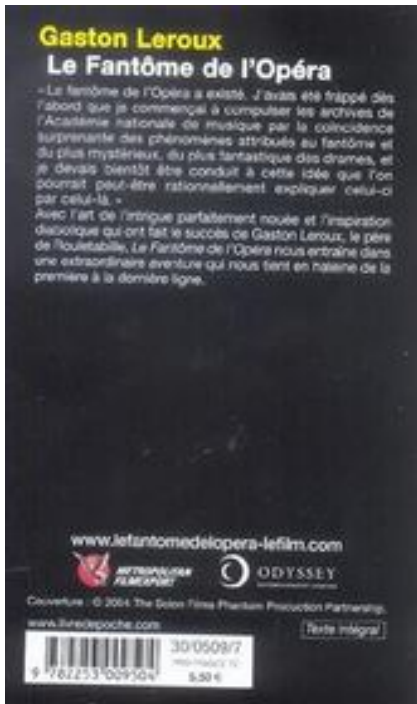 Gaston Leroux
Le Fantôme de l'Opéra
« Le fantôme de l'Opéra a existé. J'avais été frappé dès
l'abord que je commençai à compulser les archives de
l'Académie nationale de musique par la coïncidence
surprenante des phénomènes attribués au fantôme et
du plus mystérieux, du plus fantastique des drames, et
je devais bientôt être conduit à cette idée que l'on
pourrait peut-être rationnellement expliquer celui-ci
par celui-là. »
Avec l'art de l'intrigue parfaitement nouée et l'inspiration
diabolique qui ont fait le succès de Gaston Leroux, le père
de Rouletabille, Le Fantôme de l'Opéra nous entraîne dans
une extraordinaire aventure qui nous tient en haleine de la
première à la dernière ligne.
www.lefantomedelopera-lefilm.com
METROPOLITAN
FILMEXPORT
ODYSSEY
Couverture : © 2004 The Scion Films Phantom Production Partnership.
www.livredepoche.com
Texte intégral
30/0509/7
5,50 €
9 782253 009504